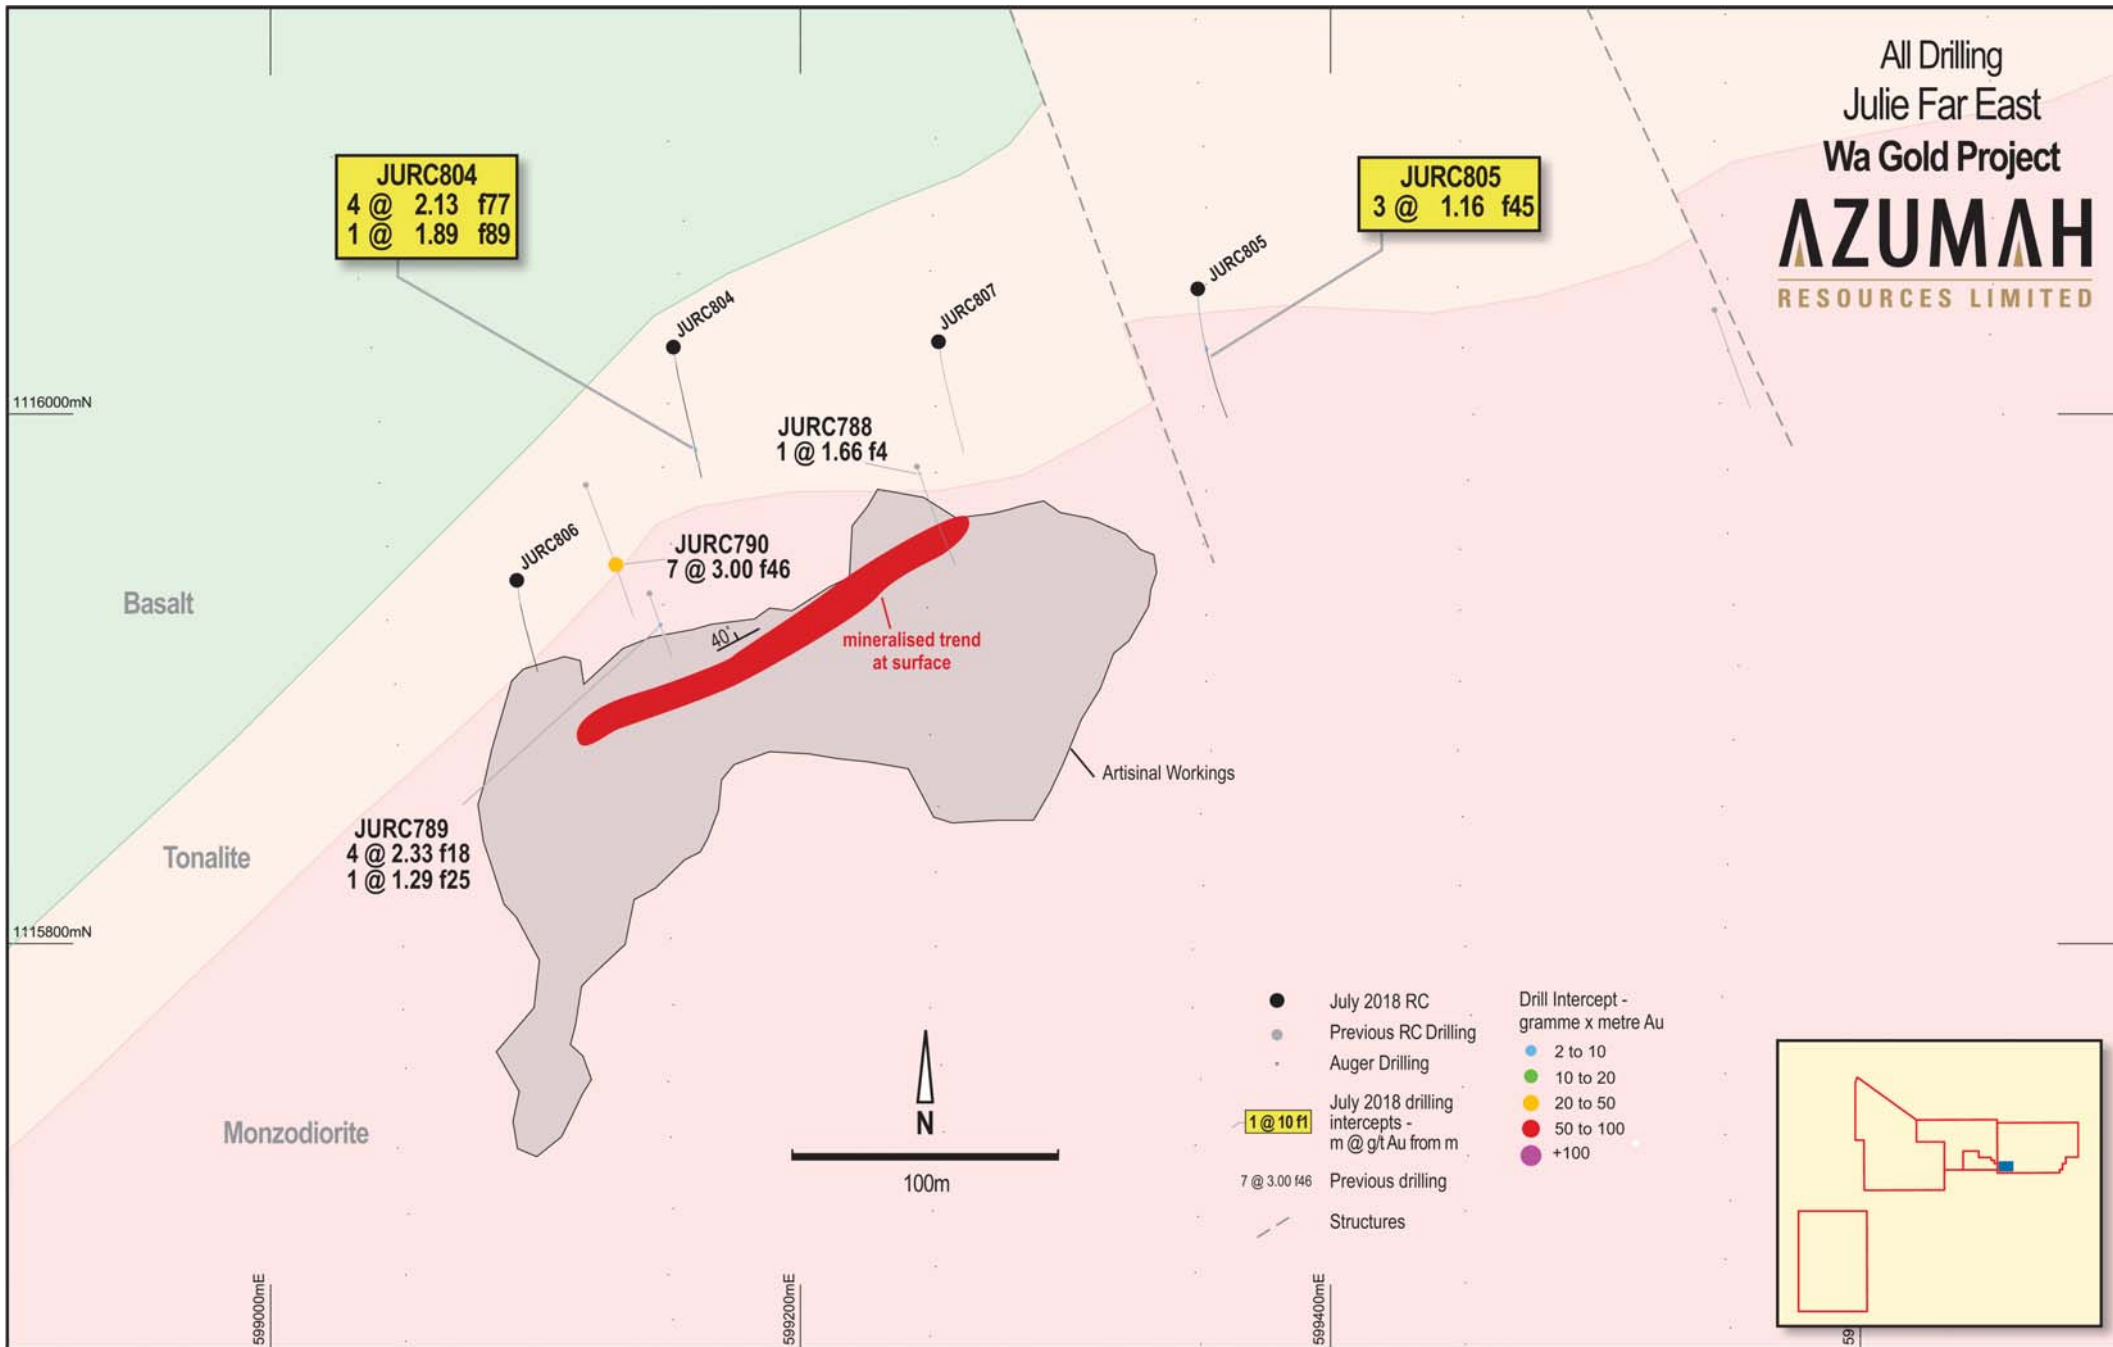 All Drilling
Julie Far East
Wa Gold Project
AZUMAH
RESOURCES LIMITED
JURC804
4 @ 2.13 f77
1 @ 1.89 f89
JURC805
3 @ 1.16 f45
JURC804
JURC807
JURC805
1116000mN
JURC788
1 @ 1.66 f4
JURC806
JURC790
7 @ 3.00 f46
Basalt
40°
mineralised trend
at surface
Artisinal Workings
JURC789
4 @ 2.33 f18
1 @ 1.29 f25
Tonalite
1115800mN
Monzodiorite
N
100m
July 2018 RC
Previous RC Drilling
Auger Drilling
1 @ 10 f1
July 2018 drilling
intercepts -
m @ g/t Au from m
7 @ 3.00 f46 Previous drilling
Structures
Drill Intercept -
gramme x metre Au
2 to 10
10 to 20
20 to 50
50 to 100
+100
599000mE
599200mE
599400mE
59